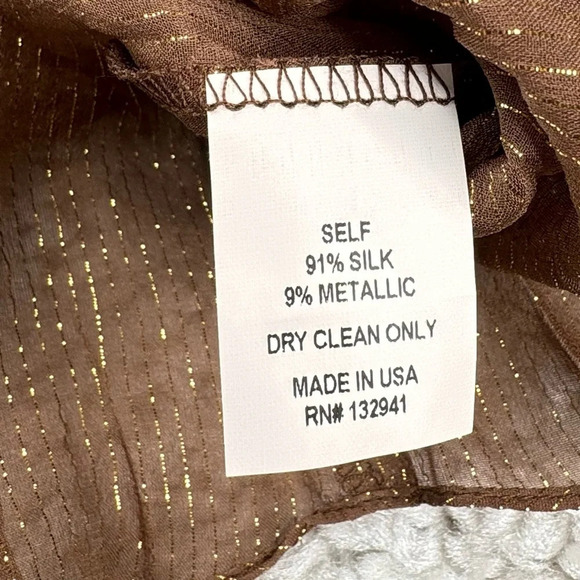 SELF
91% SILK
9% METALLIC
DRY CLEAN ONLY
MADE IN USA
RN# 132941